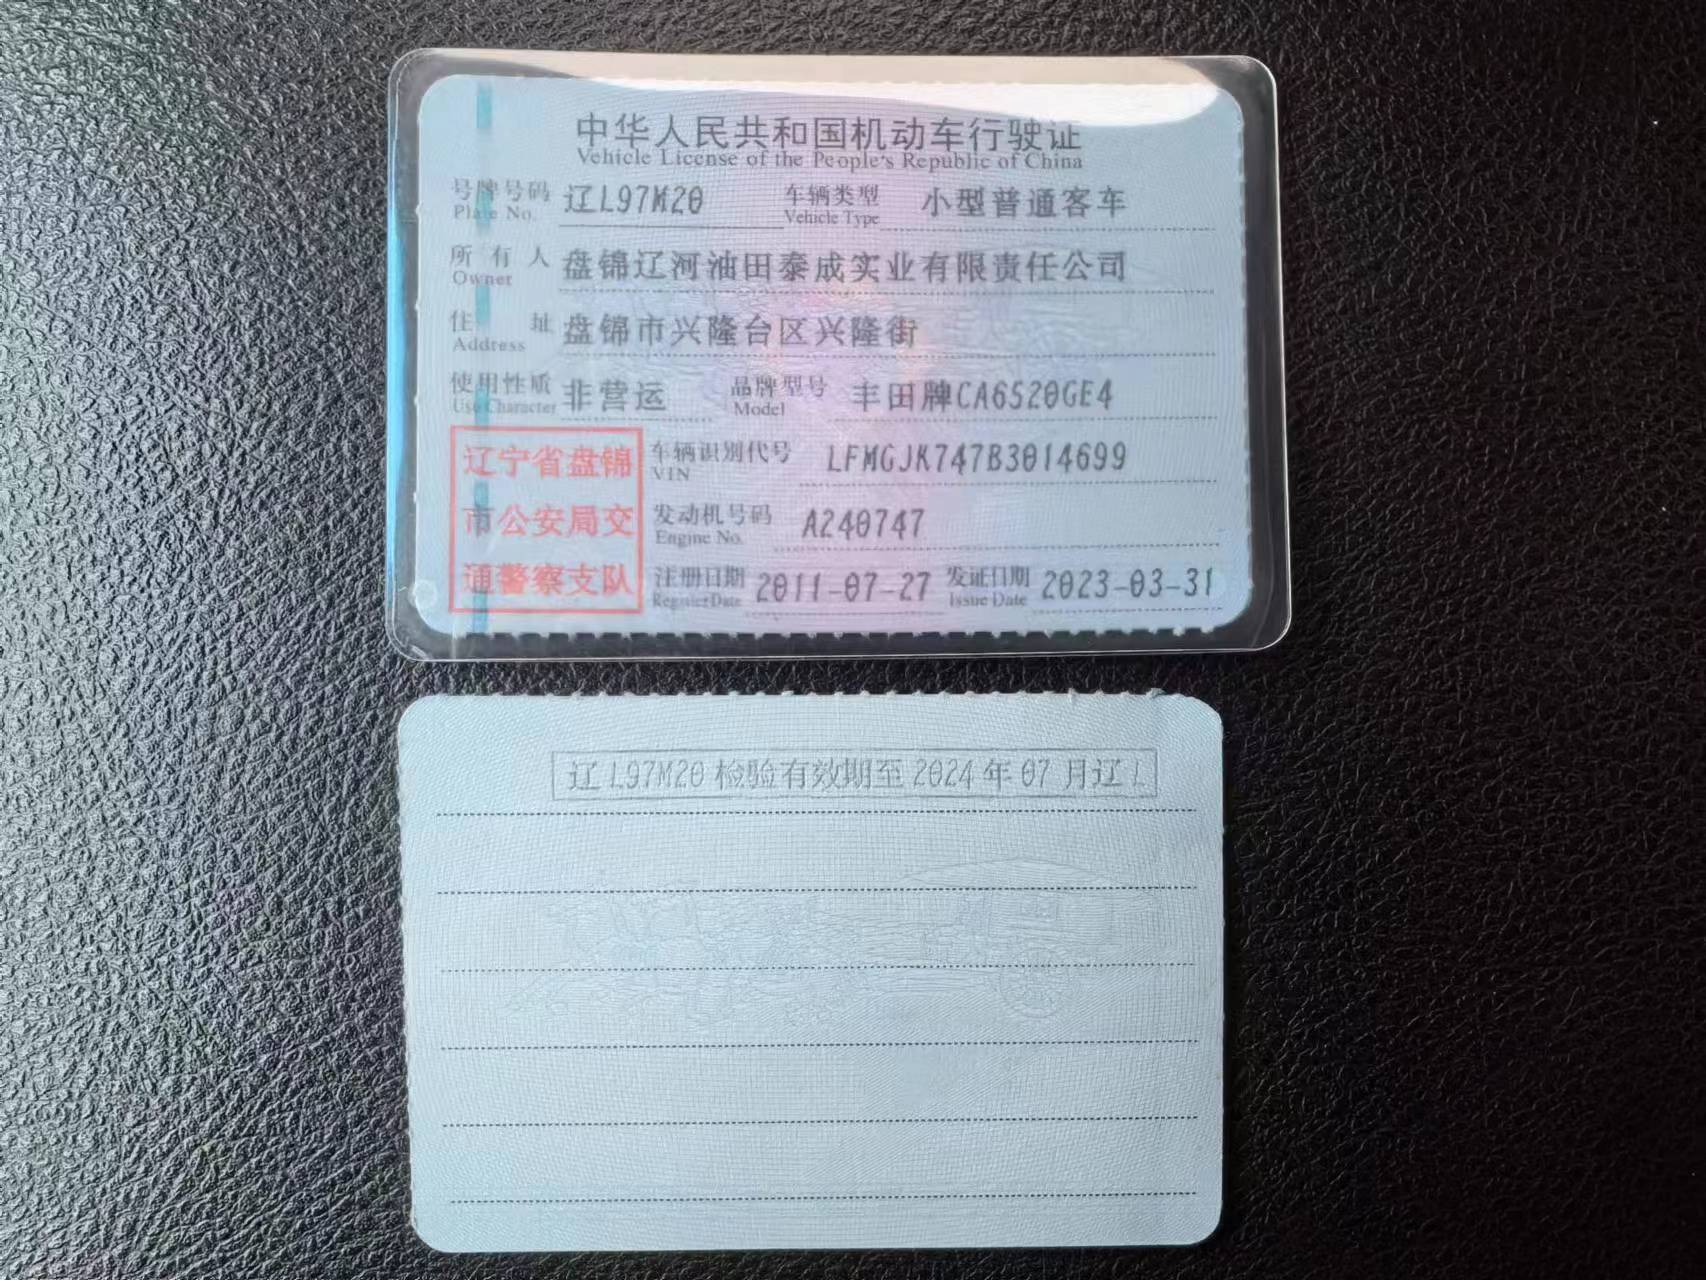 中华人民共和国机动车行驶证
Vehicle License of the People's Republic of China
号牌号码 辽L97M20 车辆类型 小型普通客车
Plate No. Vehicle Type
所有人 盘锦辽河油田泰成实业有限责任公司
Owner
住址 盘锦市兴隆台区兴隆街
Address
使用性质 非营运 品牌型号 丰田牌CA6520GE4
Use Character Model
辽宁省盘锦
市公安局交
通警察支队
车辆识别代号 LFMGJK747B3014699
VIN
发动机号码 A240747
Engine No.
注册日期 2011-07-27 发证日期 2023-03-31
Register Date Issue Date
辽L97M20检验有效期至2024年07月辽L